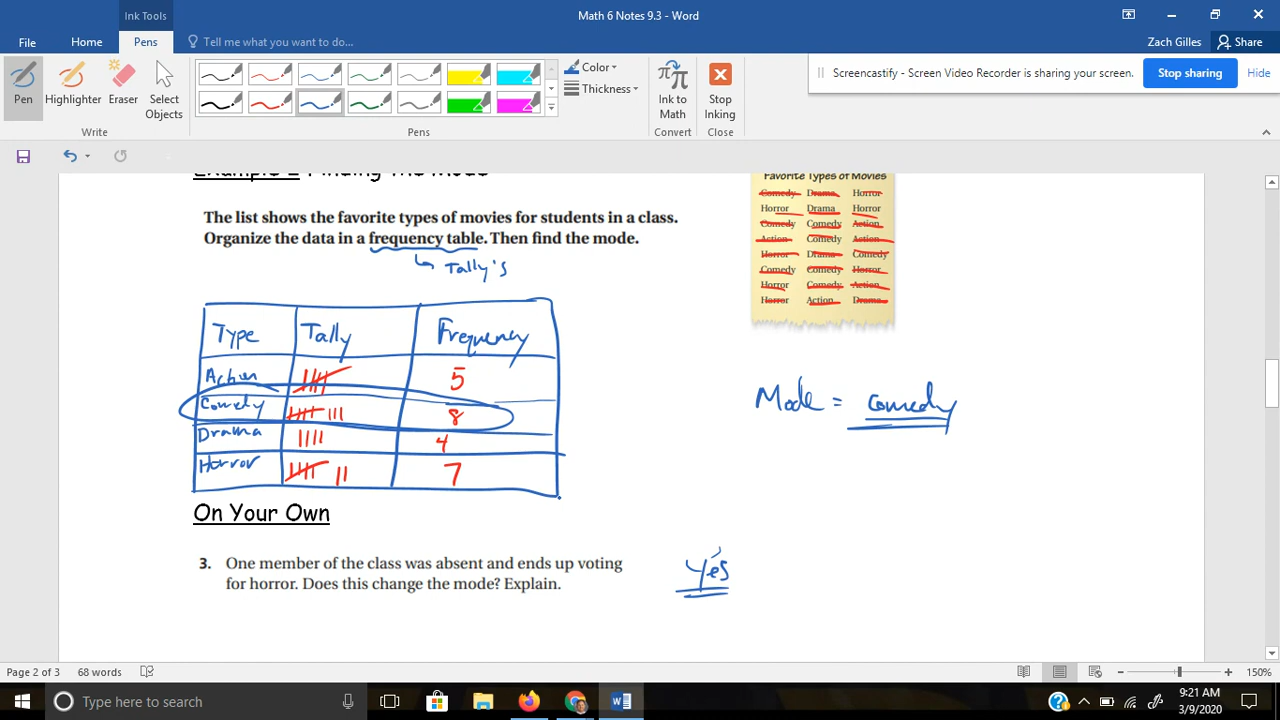 Ink Tools
Math 6 Notes 9.3 - Word
File
Home
Pens
Tell me what you want to do...
Zach Gilles
Share
Screencastify - Screen Video Recorder is sharing your screen.
Stop sharing
Hide
Pen
Highlighter
Eraser
Select
Objects
Color
Thickness
Ink to
Math
Stop
Inking
Write
Pens
Convert
Close
Example 2 Finding the Mode
Favorite Types of Movies
Comedy Drama Horror
Horror Drama Horror
Comedy Comedy Action
Action Comedy Action
Horror Drama Comedy
Comedy Comedy Horror
Horror Comedy Action
Horror Action Drama
The list shows the favorite types of movies for students in a class.
Organize the data in a frequency table. Then find the mode.
Tally's
Type Tally Frequency
Action 5
Comedy 8
Drama 4
Horror 7
Mode = comedy
On Your Own
3. One member of the class was absent and ends up voting
for horror. Does this change the mode? Explain.
Yes
Page 2 of 3
68 words
150%
Type here to search
9:21 AM
3/9/2020